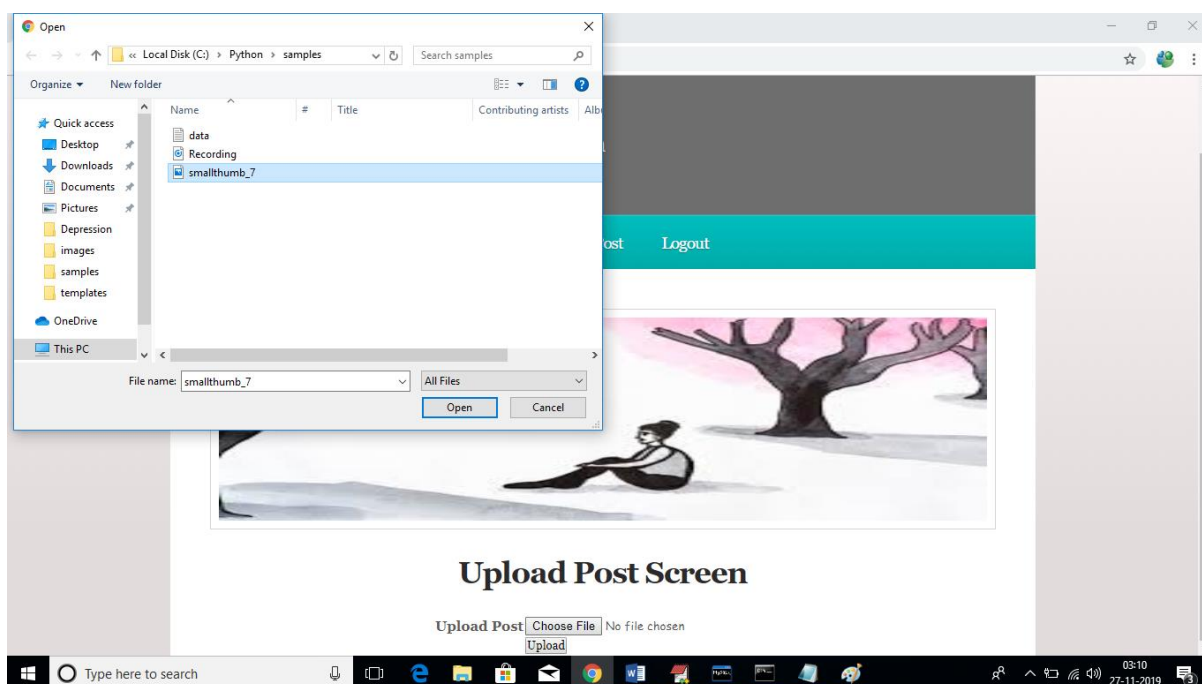 Open
« Local Disk (C:) › Python › samples
Search samples
Organize
New folder
Name
#
Title
Contributing artists
Alb
Quick access
Desktop
Downloads
Documents
Pictures
Depression
images
samples
templates
OneDrive
This PC
data
Recording
smallthumb_7
File name:
smallthumb_7
All Files
Open
Cancel
ost
Logout
Upload Post Screen
Upload Post
Choose File
No file chosen
Upload
Type here to search
03:10
27-11-2019